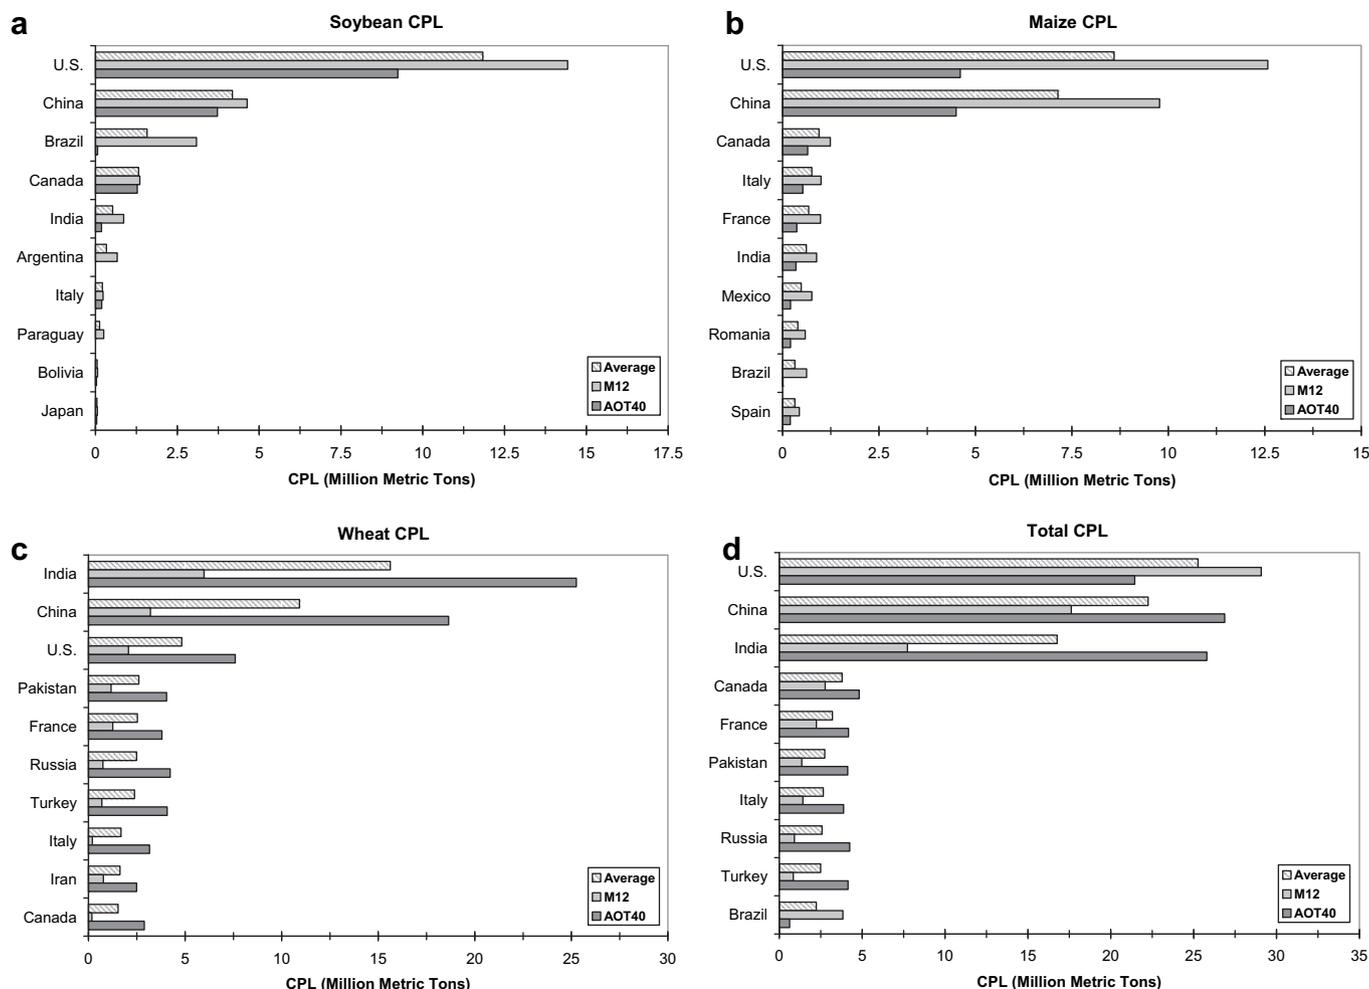 a
Soybean CPL
U.S.
China
Brazil
Canada
India
Argentina
Italy
Paraguay
Bolivia
Japan
Average
M12
AOT40
0 2.5 5 7.5 10 12.5 15 17.5
CPL (Million Metric Tons)
b
Maize CPL
U.S.
China
Canada
Italy
France
India
Mexico
Romania
Brazil
Spain
Average
M12
AOT40
0 2.5 5 7.5 10 12.5 15
CPL (Million Metric Tons)
c
Wheat CPL
India
China
U.S.
Pakistan
France
Russia
Turkey
Italy
Iran
Canada
Average
M12
AOT40
0 5 10 15 20 25 30
CPL (Million Metric Tons)
d
Total CPL
U.S.
China
India
Canada
France
Pakistan
Italy
Russia
Turkey
Brazil
Average
M12
AOT40
0 5 10 15 20 25 30 35
CPL (Million Metric Tons)